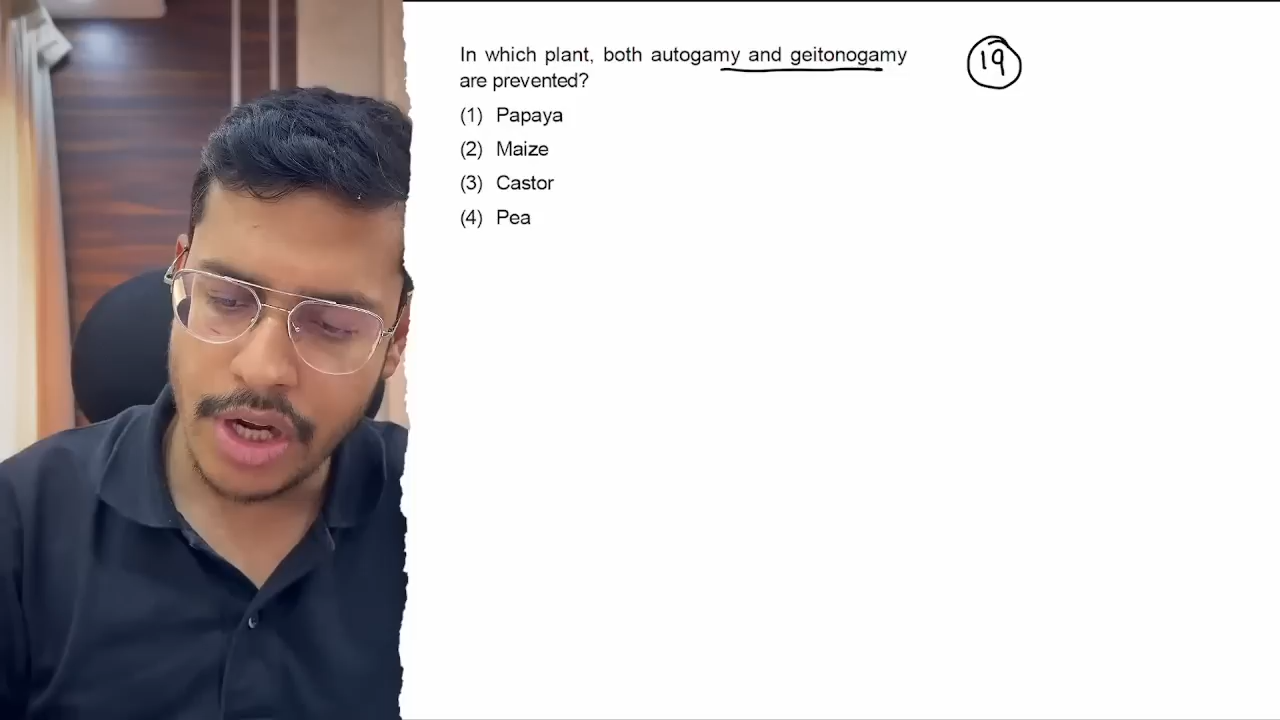 In which plant, both autogamy and geitonogamy
are prevented?
(1) Papaya
(2) Maize
(3) Castor
(4) Pea
19